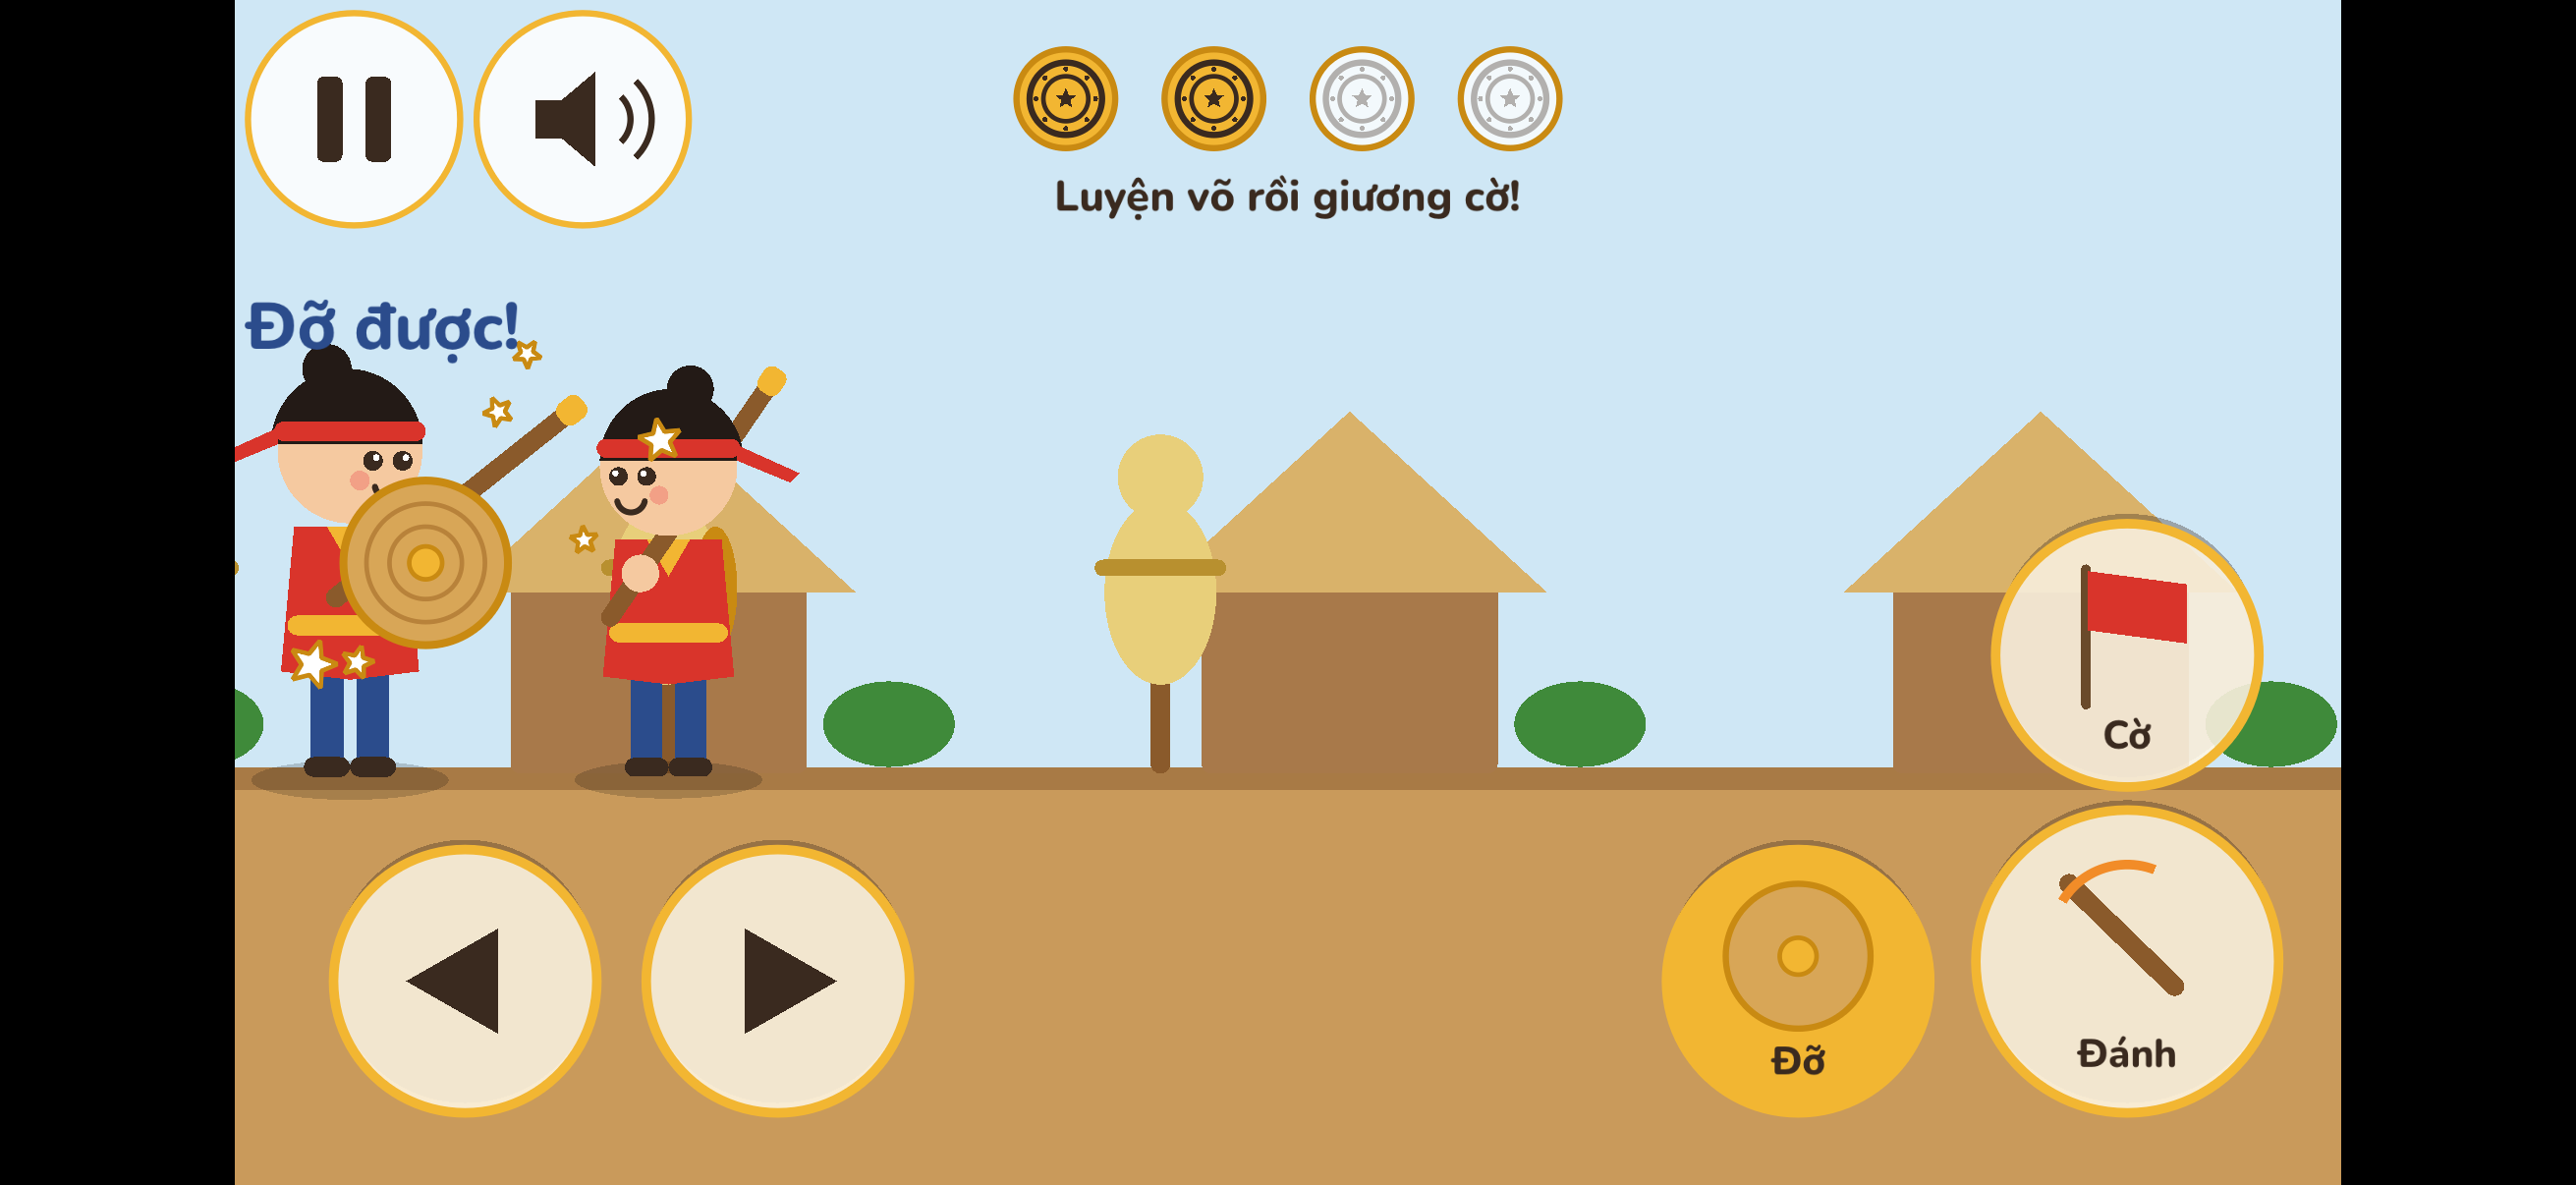 Luyện võ rồi giương cờ!
Đỡ được!
Cờ
Đỡ
Đánh